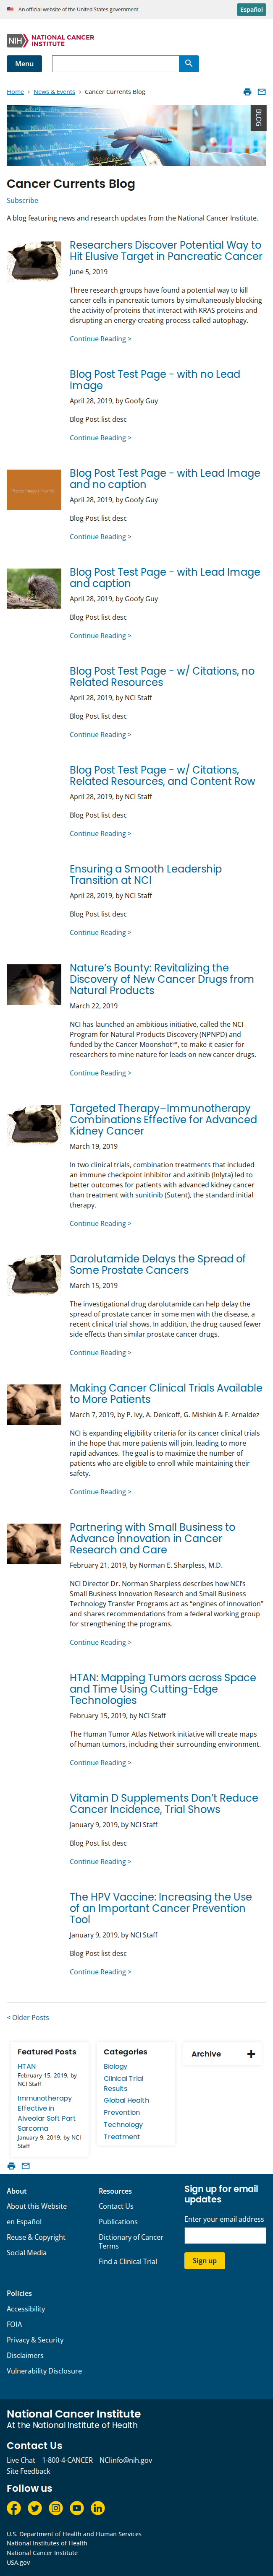 An official website of the United States government
Español
NIH NATIONAL CANCER
INSTITUTE
Menu
Home > News & Events > Cancer Currents Blog
BLOG
Cancer Currents Blog
Subscribe
A blog featuring news and research updates from the National Cancer Institute.
Researchers Discover Potential Way to
Hit Elusive Target in Pancreatic Cancer
June 5, 2019
Three research groups have found a potential way to kill
cancer cells in pancreatic tumors by simultaneously blocking
the activity of proteins that interact with KRAS proteins and
disrupting an energy-creating process called autophagy.
Continue Reading >
Blog Post Test Page - with no Lead
Image
April 28, 2019, by Goofy Guy
Blog Post list desc
Continue Reading >
Blog Post Test Page - with Lead Image
and no caption
April 28, 2019, by Goofy Guy
Blog Post list desc
Continue Reading >
Blog Post Test Page - with Lead Image
and caption
April 28, 2019, by Goofy Guy
Blog Post list desc
Continue Reading >
Blog Post Test Page - w/ Citations, no
Related Resources
April 28, 2019, by NCI Staff
Blog Post list desc
Continue Reading >
Blog Post Test Page - w/ Citations,
Related Resources, and Content Row
April 28, 2019, by NCI Staff
Blog Post list desc
Continue Reading >
Ensuring a Smooth Leadership
Transition at NCI
April 28, 2019, by NCI Staff
Blog Post list desc
Continue Reading >
Nature's Bounty: Revitalizing the
Discovery of New Cancer Drugs from
Natural Products
March 22, 2019
NCI has launched an ambitious initiative, called the NCI
Program for Natural Products Discovery (NPNPD) and
funded by the Cancer Moonshot℠, to make it easier for
researchers to mine nature for leads on new cancer drugs.
Continue Reading >
Targeted Therapy–Immunotherapy
Combinations Effective for Advanced
Kidney Cancer
March 19, 2019
In two clinical trials, combination treatments that included
an immune checkpoint inhibitor and axitinib (Inlyta) led to
better outcomes for patients with advanced kidney cancer
than treatment with sunitinib (Sutent), the standard initial
therapy.
Continue Reading >
Darolutamide Delays the Spread of
Some Prostate Cancers
March 15, 2019
The investigational drug darolutamide can help delay the
spread of prostate cancer in some men with the disease, a
recent clinical trial shows. In addition, the drug caused fewer
side effects than similar prostate cancer drugs.
Continue Reading >
Making Cancer Clinical Trials Available
to More Patients
March 7, 2019, by P. Ivy, A. Denicoff, G. Mishkin & F. Arnaldez
NCI is expanding eligibility criteria for its cancer clinical trials
in the hope that more patients will join, leading to more
rapid advances. The goal is to maximize the number of
people who are eligible to enroll while maintaining their
safety.
Continue Reading >
Partnering with Small Business to
Advance Innovation in Cancer
Research and Care
February 21, 2019, by Norman E. Sharpless, M.D.
NCI Director Dr. Norman Sharpless describes how NCI's
Small Business Innovation Research and Small Business
Technology Transfer Programs act as “engines of innovation”
and shares recommendations from a federal working group
for strengthening the programs.
Continue Reading >
HTAN: Mapping Tumors across Space
and Time Using Cutting-Edge
Technologies
February 15, 2019, by NCI Staff
The Human Tumor Atlas Network initiative will create maps
of human tumors, including their surrounding environment.
Continue Reading >
Vitamin D Supplements Don't Reduce
Cancer Incidence, Trial Shows
January 9, 2019, by NCI Staff
Blog Post list desc
Continue Reading >
The HPV Vaccine: Increasing the Use
of an Important Cancer Prevention
Tool
January 9, 2019, by NCI Staff
Blog Post list desc
Continue Reading >
< Older Posts
Featured Posts
HTAN
February 15, 2019, by
NCI Staff
Immunotherapy
Effective in
Alveolar Soft Part
Sarcoma
January 9, 2019, by NCI
Staff
Categories
Biology
Clinical Trial
Results
Global Health
Prevention
Technology
Treatment
Archive
About
About this Website
en Español
Reuse & Copyright
Social Media
Resources
Contact Us
Publications
Dictionary of Cancer
Terms
Find a Clinical Trial
Sign up for email
updates
Enter your email address
Sign up
Policies
Accessibility
FOIA
Privacy & Security
Disclaimers
Vulnerability Disclosure
National Cancer Institute
At the National Institute of Health
Contact Us
Live Chat 1-800-4-CANCER NCIinfo@nih.gov
Site Feedback
Follow us
U.S. Department of Health and Human Services
National Institutes of Health
National Cancer Institute
USA.gov